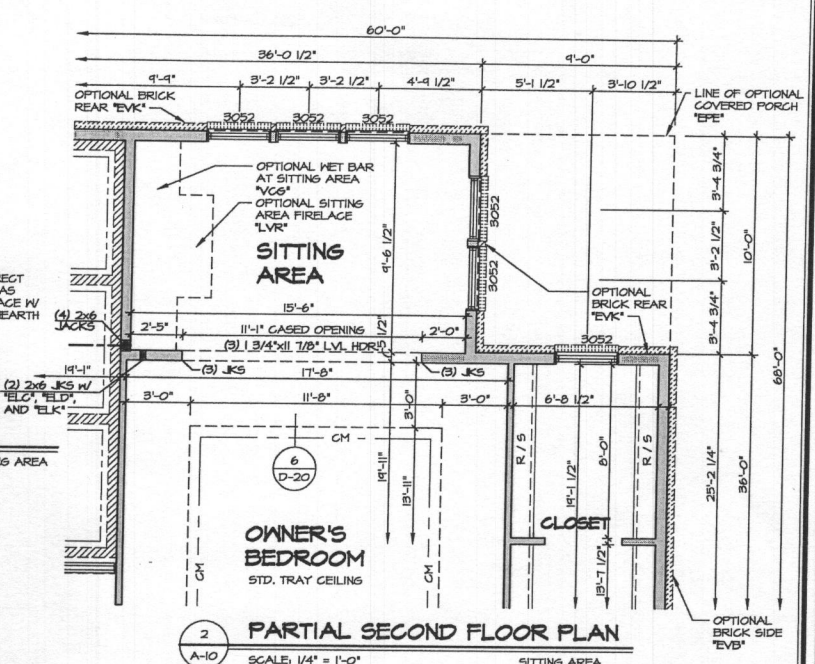 60'-0"
36'-0 1/2"
9'-0"
9'-9"
3'-2 1/2"
3'-2 1/2"
4'-9 1/2"
5'-1 1/2"
3'-10 1/2"
OPTIONAL BRICK
REAR "EVK"
3052
3052
3052
LINE OF OPTIONAL
COVERED PORCH
"EPE"
OPTIONAL WET BAR
AT SITTING AREA
"VCG"
OPTIONAL SITTING
AREA FIRELACE
"LVR"
SITTING
AREA
9'-6 1/2"
3052
3052
3'-4 3/4"
3'-2 1/2"
3'-4 3/4"
10'-0"
68'-0"
OPTIONAL
BRICK REAR
"EVK"
3052
RECT
AS
ACE W/
EARTH
(4) 2x6
JACKS
15'-6"
2'-5"
11'-1" CASED OPENING
2'-0"
(3) 1 3/4"x11 7/8" LVL HDR
5 1/2"
(3) JKS
(3) JKS
19'-1"
17'-8"
(2) 2x6 JKS W/
"ELC", "ELD",
AND "ELK"
3'-0"
11'-8"
3'-0"
6'-8 1/2"
3'-0"
CM
6
D-20
19'-11"
13'-11"
R / S
R / S
19'-1 1/2"
8'-0"
25'-2 1/4"
36'-0"
G AREA
OWNER'S
BEDROOM
STD. TRAY CEILING
CM
CM
CLOSET
13'-7 1/2"
OPTIONAL
BRICK SIDE
"EVB"
2
A-10
PARTIAL SECOND FLOOR PLAN
SCALE: 1/4" = 1'-0"
SITTING AREA